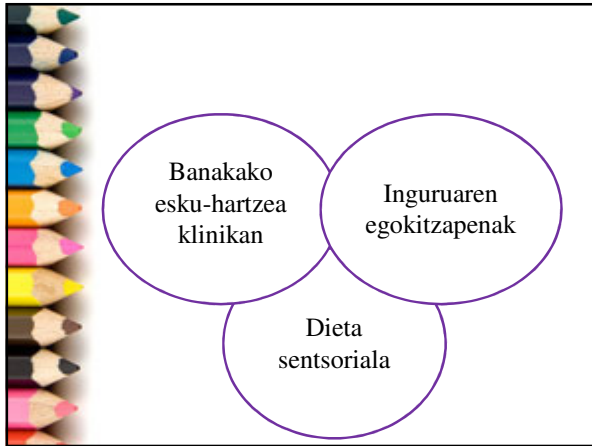 Banakako
esku-hartzea
klinikan
Inguruaren
egokitzapenak
Dieta
sentsoriala